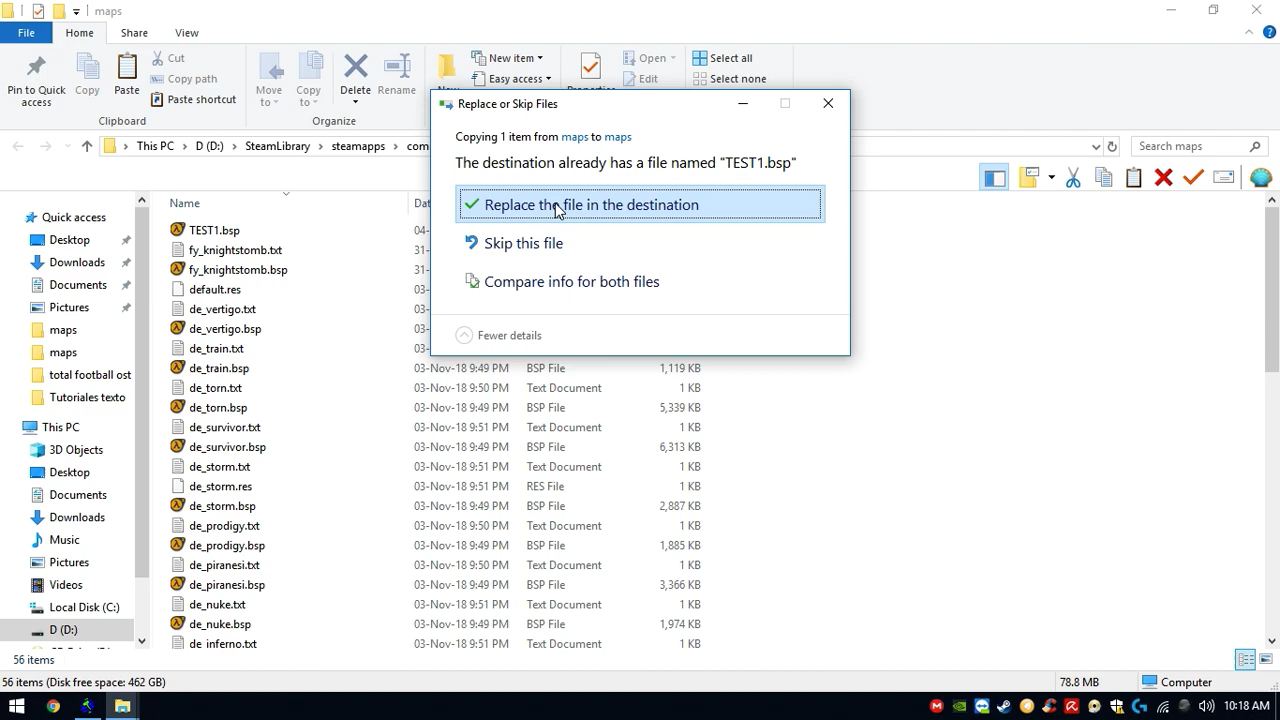 maps
File
Home
Share
View
Pin to Quick access
Copy
Paste
Cut
Copy path
Paste shortcut
Clipboard
Move to
Copy to
Delete
Rename
Organize
New item
Easy access
Open
Edit
Select all
Select none
This PC > D (D:) > SteamLibrary > steamapps >
Search maps
Replace or Skip Files
Copying 1 item from maps to maps
The destination already has a file named "TEST1.bsp"
Replace the file in the destination
Skip this file
Compare info for both files
Fewer details
Quick access
Desktop
Downloads
Documents
Pictures
maps
maps
total football ost
Tutoriales texto
This PC
3D Objects
Desktop
Documents
Downloads
Music
Pictures
Videos
Local Disk (C:)
D (D:)
Name
TEST1.bsp
fy_knightstomb.txt
fy_knightstomb.bsp
default.res
de_vertigo.txt
de_vertigo.bsp
de_train.txt
de_train.bsp 03-Nov-18 9:49 PM BSP File 1,119 KB
de_torn.txt 03-Nov-18 9:50 PM Text Document 1 KB
de_torn.bsp 03-Nov-18 9:49 PM BSP File 5,339 KB
de_survivor.txt 03-Nov-18 9:51 PM Text Document 1 KB
de_survivor.bsp 03-Nov-18 9:49 PM BSP File 6,313 KB
de_storm.txt 03-Nov-18 9:51 PM Text Document 1 KB
de_storm.res 03-Nov-18 9:51 PM RES File 1 KB
de_storm.bsp 03-Nov-18 9:49 PM BSP File 2,887 KB
de_prodigy.txt 03-Nov-18 9:50 PM Text Document 1 KB
de_prodigy.bsp 03-Nov-18 9:49 PM BSP File 1,885 KB
de_piranesi.txt 03-Nov-18 9:50 PM Text Document 1 KB
de_piranesi.bsp 03-Nov-18 9:49 PM BSP File 3,366 KB
de_nuke.txt 03-Nov-18 9:51 PM Text Document 1 KB
de_nuke.bsp 03-Nov-18 9:49 PM BSP File 1,974 KB
de_inferno.txt 03-Nov-18 9:51 PM Text Document 1 KB
56 items
56 items (Disk free space: 462 GB)
78.8 MB
Computer
10:18 AM